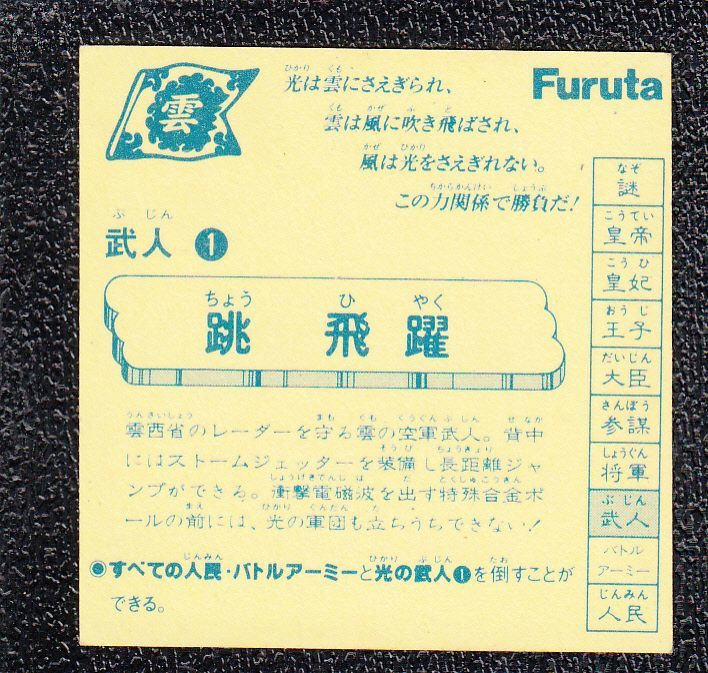 雲
光は雲にさえぎられ、
雲は風に吹き飛ばされ、
風は光をさえぎれない。
この力関係で勝負だ！
Furuta
武人 1
跳 飛 躍
ちょう ひ やく
雲西省のレーダーを守る雲の空軍武人。背中
にはストームジェッターを装備し長距離ジャ
ンプができる。衝撃電磁波を出す特殊合金ボ
ールの前には、光の軍団も立ちうちできない！
◉すべての人民・バトルアーミーと光の武人1を倒すことが
できる。
謎
皇帝
皇妃
王子
大臣
参謀
将軍
武人
バトル
アーミー
人民